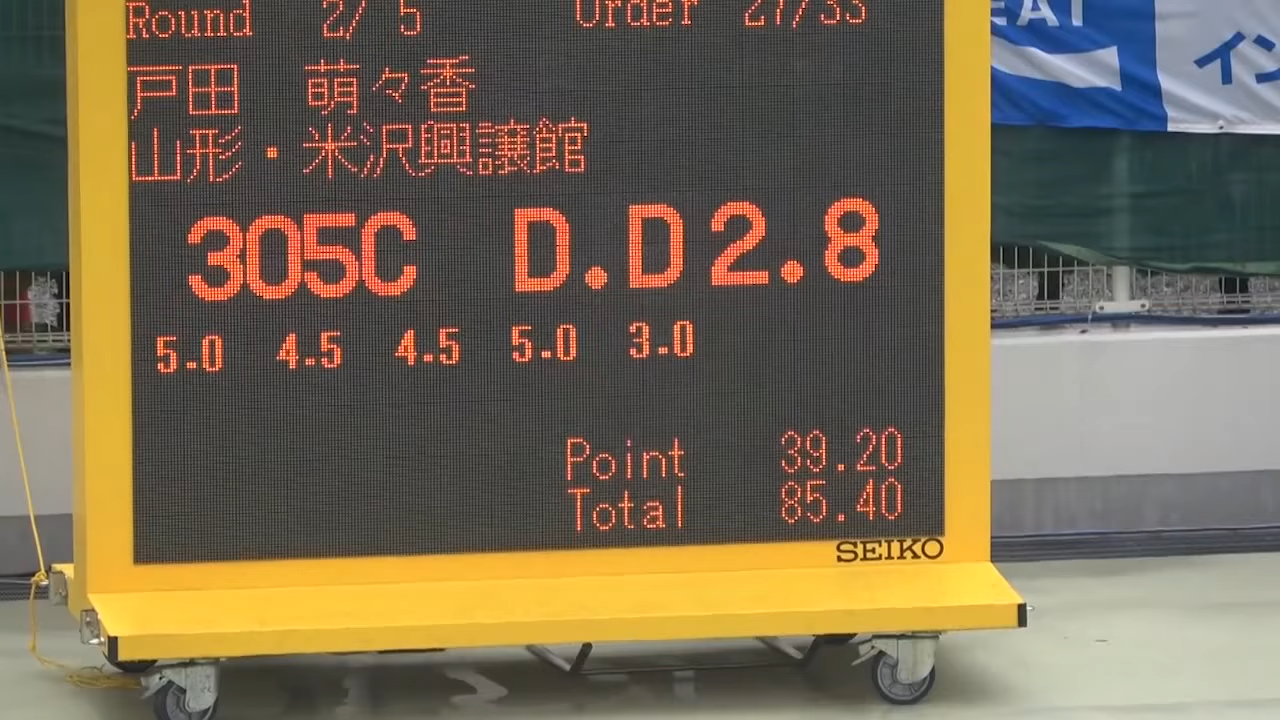 Round 2/ 5 Order 27/33
戸田 萌々香
山形・米沢興譲館
305C D.D2.8
5.0 4.5 4.5 5.0 3.0
Point 39.20
Total 85.40
SEIKO
イン